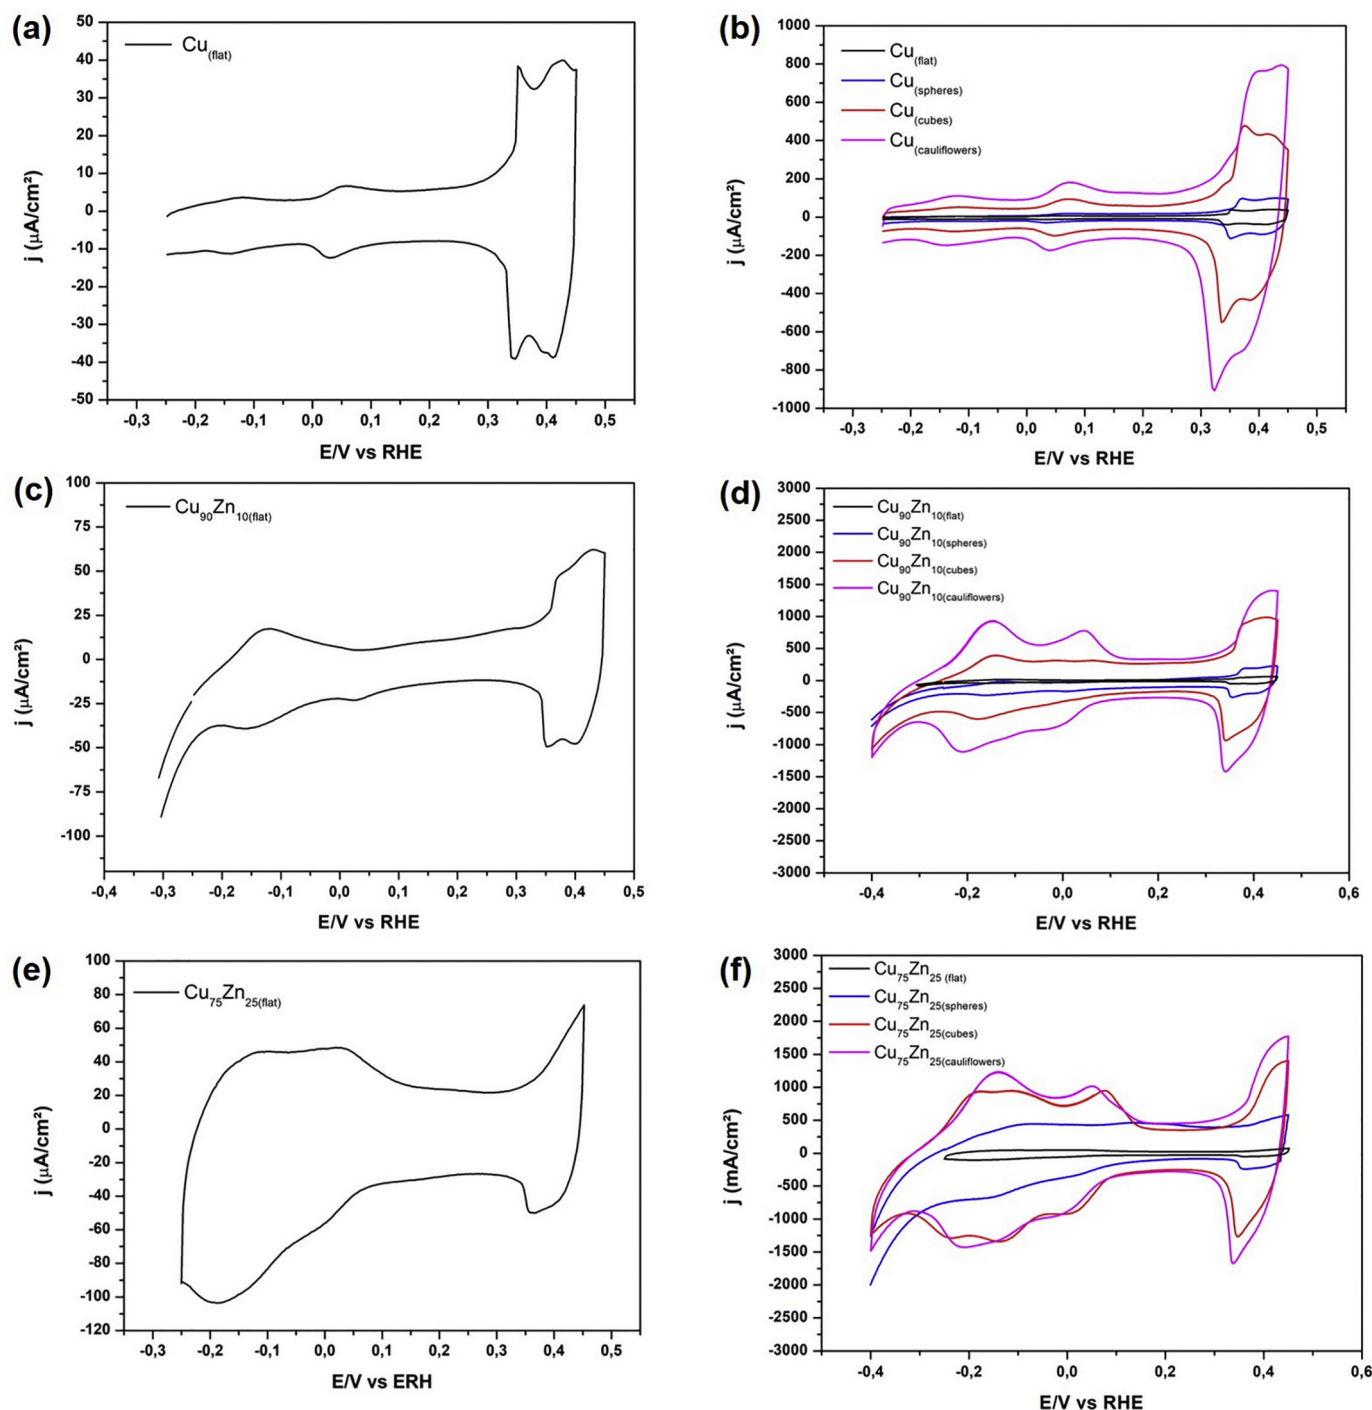 (a)
Cu(flat)
50
40
30
20
10
0
-10
-20
-30
-40
-50
j (µA/cm²)
-0,3 -0,2 -0,1 0,0 0,1 0,2 0,3 0,4 0,5
E/V vs RHE
(b)
Cu(flat)
Cu(spheres)
Cu(cubes)
Cu(cauliflowers)
1000
800
600
400
200
0
-200
-400
-600
-800
-1000
j (µA/cm²)
-0,3 -0,2 -0,1 0,0 0,1 0,2 0,3 0,4 0,5
E/V vs RHE
(c)
Cu90Zn10(flat)
100
75
50
25
0
-25
-50
-75
-100
j (µA/cm²)
-0,4 -0,3 -0,2 -0,1 0,0 0,1 0,2 0,3 0,4 0,5
E/V vs RHE
(d)
Cu90Zn10(flat)
Cu90Zn10(spheres)
Cu90Zn10(cubes)
Cu90Zn10(cauliflowers)
3000
2500
2000
1500
1000
500
0
-500
-1000
-1500
-2000
-2500
-3000
j (µA/cm²)
-0,4 -0,2 0,0 0,2 0,4 0,6
E/V vs RHE
(e)
Cu75Zn25(flat)
100
80
60
40
20
0
-20
-40
-60
-80
-100
-120
j (µA/cm²)
-0,3 -0,2 -0,1 0,0 0,1 0,2 0,3 0,4 0,5
E/V vs ERH
(f)
Cu75Zn25 (flat)
Cu75Zn25(spheres)
Cu75Zn25(cubes)
Cu75Zn25(cauliflowers)
3000
2500
2000
1500
1000
500
0
-500
-1000
-1500
-2000
-2500
-3000
j (mA/cm²)
-0,4 -0,2 0,0 0,2 0,4 0,6
E/V vs RHE